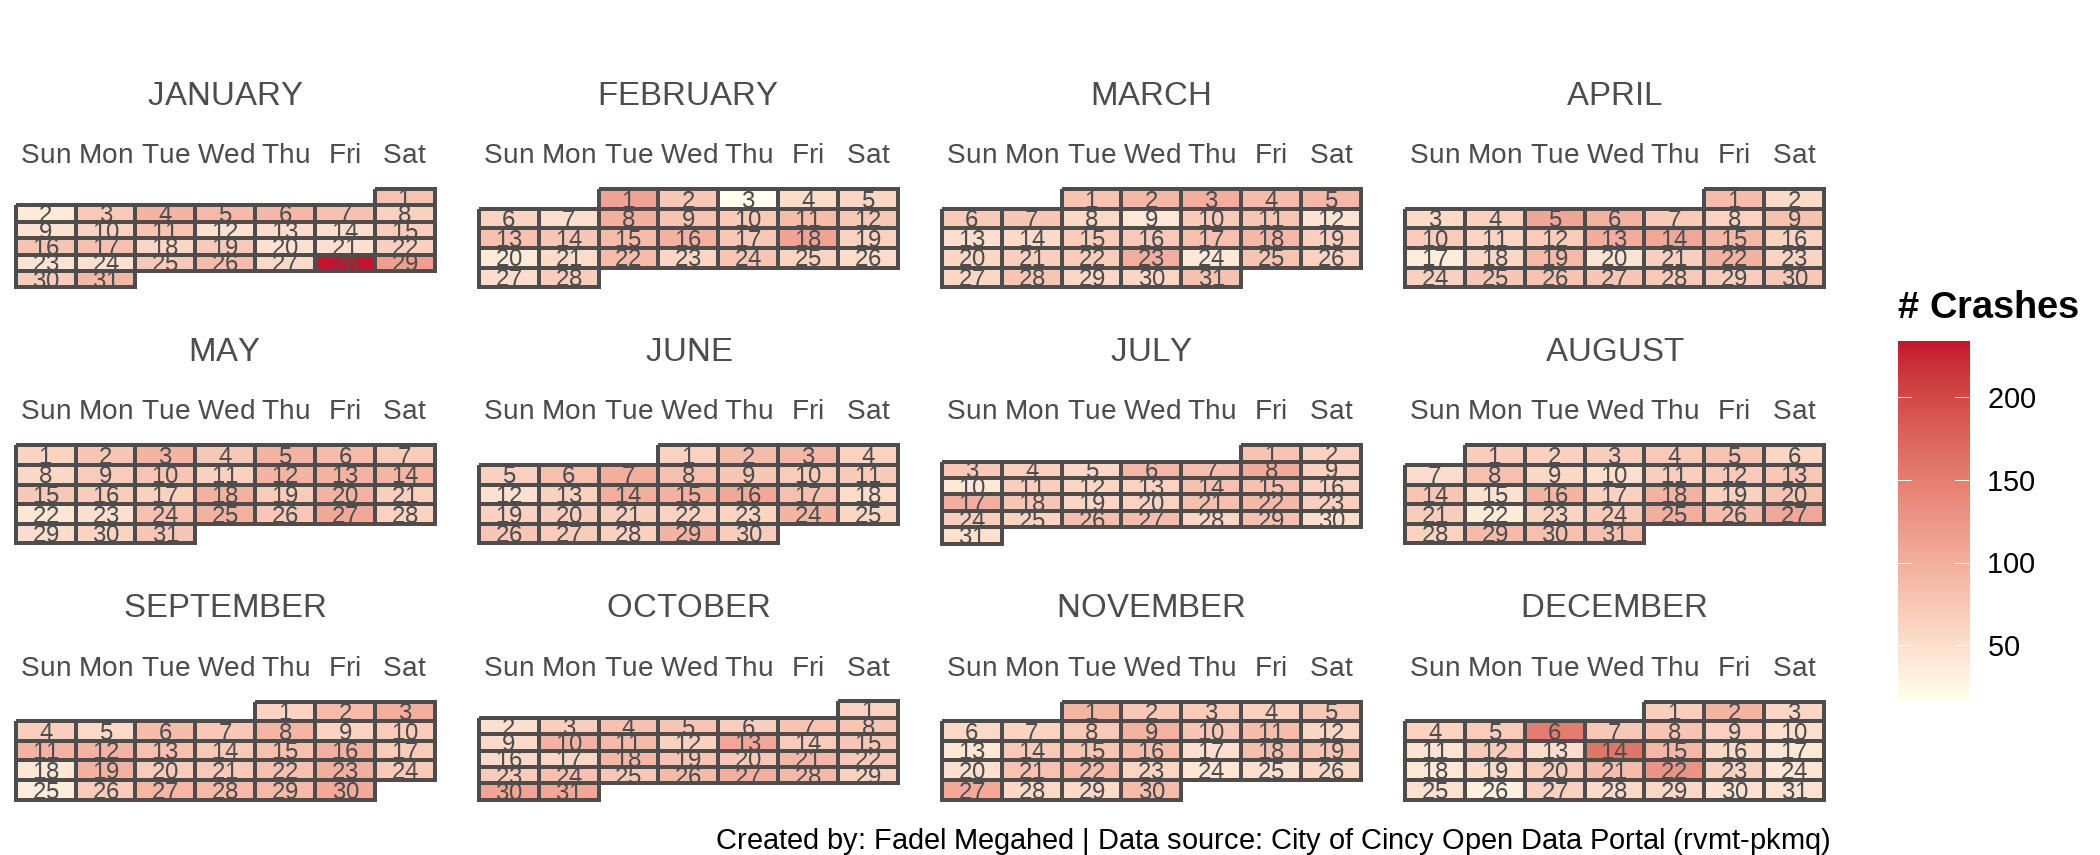 JANUARY FEBRUARY MARCH APRIL
Sun Mon Tue Wed Thu Fri Sat Sun Mon Tue Wed Thu Fri Sat Sun Mon Tue Wed Thu Fri Sat Sun Mon Tue Wed Thu Fri Sat
1 1 2 3 4 5 1 2 3 4 5 1 2
2 3 4 5 6 7 8 6 7 8 9 10 11 12 6 7 8 9 10 11 12 3 4 5 6 7 8 9
9 10 11 12 13 14 15 13 14 15 16 17 18 19 13 14 15 16 17 18 19 10 11 12 13 14 15 16
16 17 18 19 20 21 22 20 21 22 23 24 25 26 20 21 22 23 24 25 26 17 18 19 20 21 22 23
23 24 25 26 27 28 29 27 28 27 28 29 30 31 24 25 26 27 28 29 30
30 31
# Crashes
200
150
100
50
MAY JUNE JULY AUGUST
Sun Mon Tue Wed Thu Fri Sat Sun Mon Tue Wed Thu Fri Sat Sun Mon Tue Wed Thu Fri Sat Sun Mon Tue Wed Thu Fri Sat
1 2 3 4 5 6 7 1 2 3 4 1 2 1 2 3 4 5 6
8 9 10 11 12 13 14 5 6 7 8 9 10 11 3 4 5 6 7 8 9 7 8 9 10 11 12 13
15 16 17 18 19 20 21 12 13 14 15 16 17 18 10 11 12 13 14 15 16 14 15 16 17 18 19 20
22 23 24 25 26 27 28 19 20 21 22 23 24 25 17 18 19 20 21 22 23 21 22 23 24 25 26 27
29 30 31 26 27 28 29 30 24 25 26 27 28 29 30 28 29 30 31
31
SEPTEMBER OCTOBER NOVEMBER DECEMBER
Sun Mon Tue Wed Thu Fri Sat Sun Mon Tue Wed Thu Fri Sat Sun Mon Tue Wed Thu Fri Sat Sun Mon Tue Wed Thu Fri Sat
1 2 3 1 1 2 3 4 5 1 2 3
4 5 6 7 8 9 10 2 3 4 5 6 7 8 6 7 8 9 10 11 12 4 5 6 7 8 9 10
11 12 13 14 15 16 17 9 10 11 12 13 14 15 13 14 15 16 17 18 19 11 12 13 14 15 16 17
18 19 20 21 22 23 24 16 17 18 19 20 21 22 20 21 22 23 24 25 26 18 19 20 21 22 23 24
25 26 27 28 29 30 23 24 25 26 27 28 29 27 28 29 30 25 26 27 28 29 30 31
30 31
Created by: Fadel Megahed | Data source: City of Cincy Open Data Portal (rvmt-pkmq)